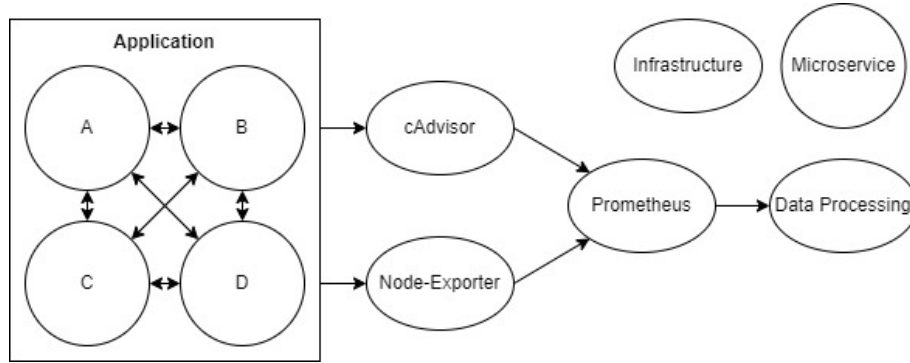 Application
A
B
C
D
cAdvisor
Node-Exporter
Prometheus
Data Processing
Infrastructure
Microservice